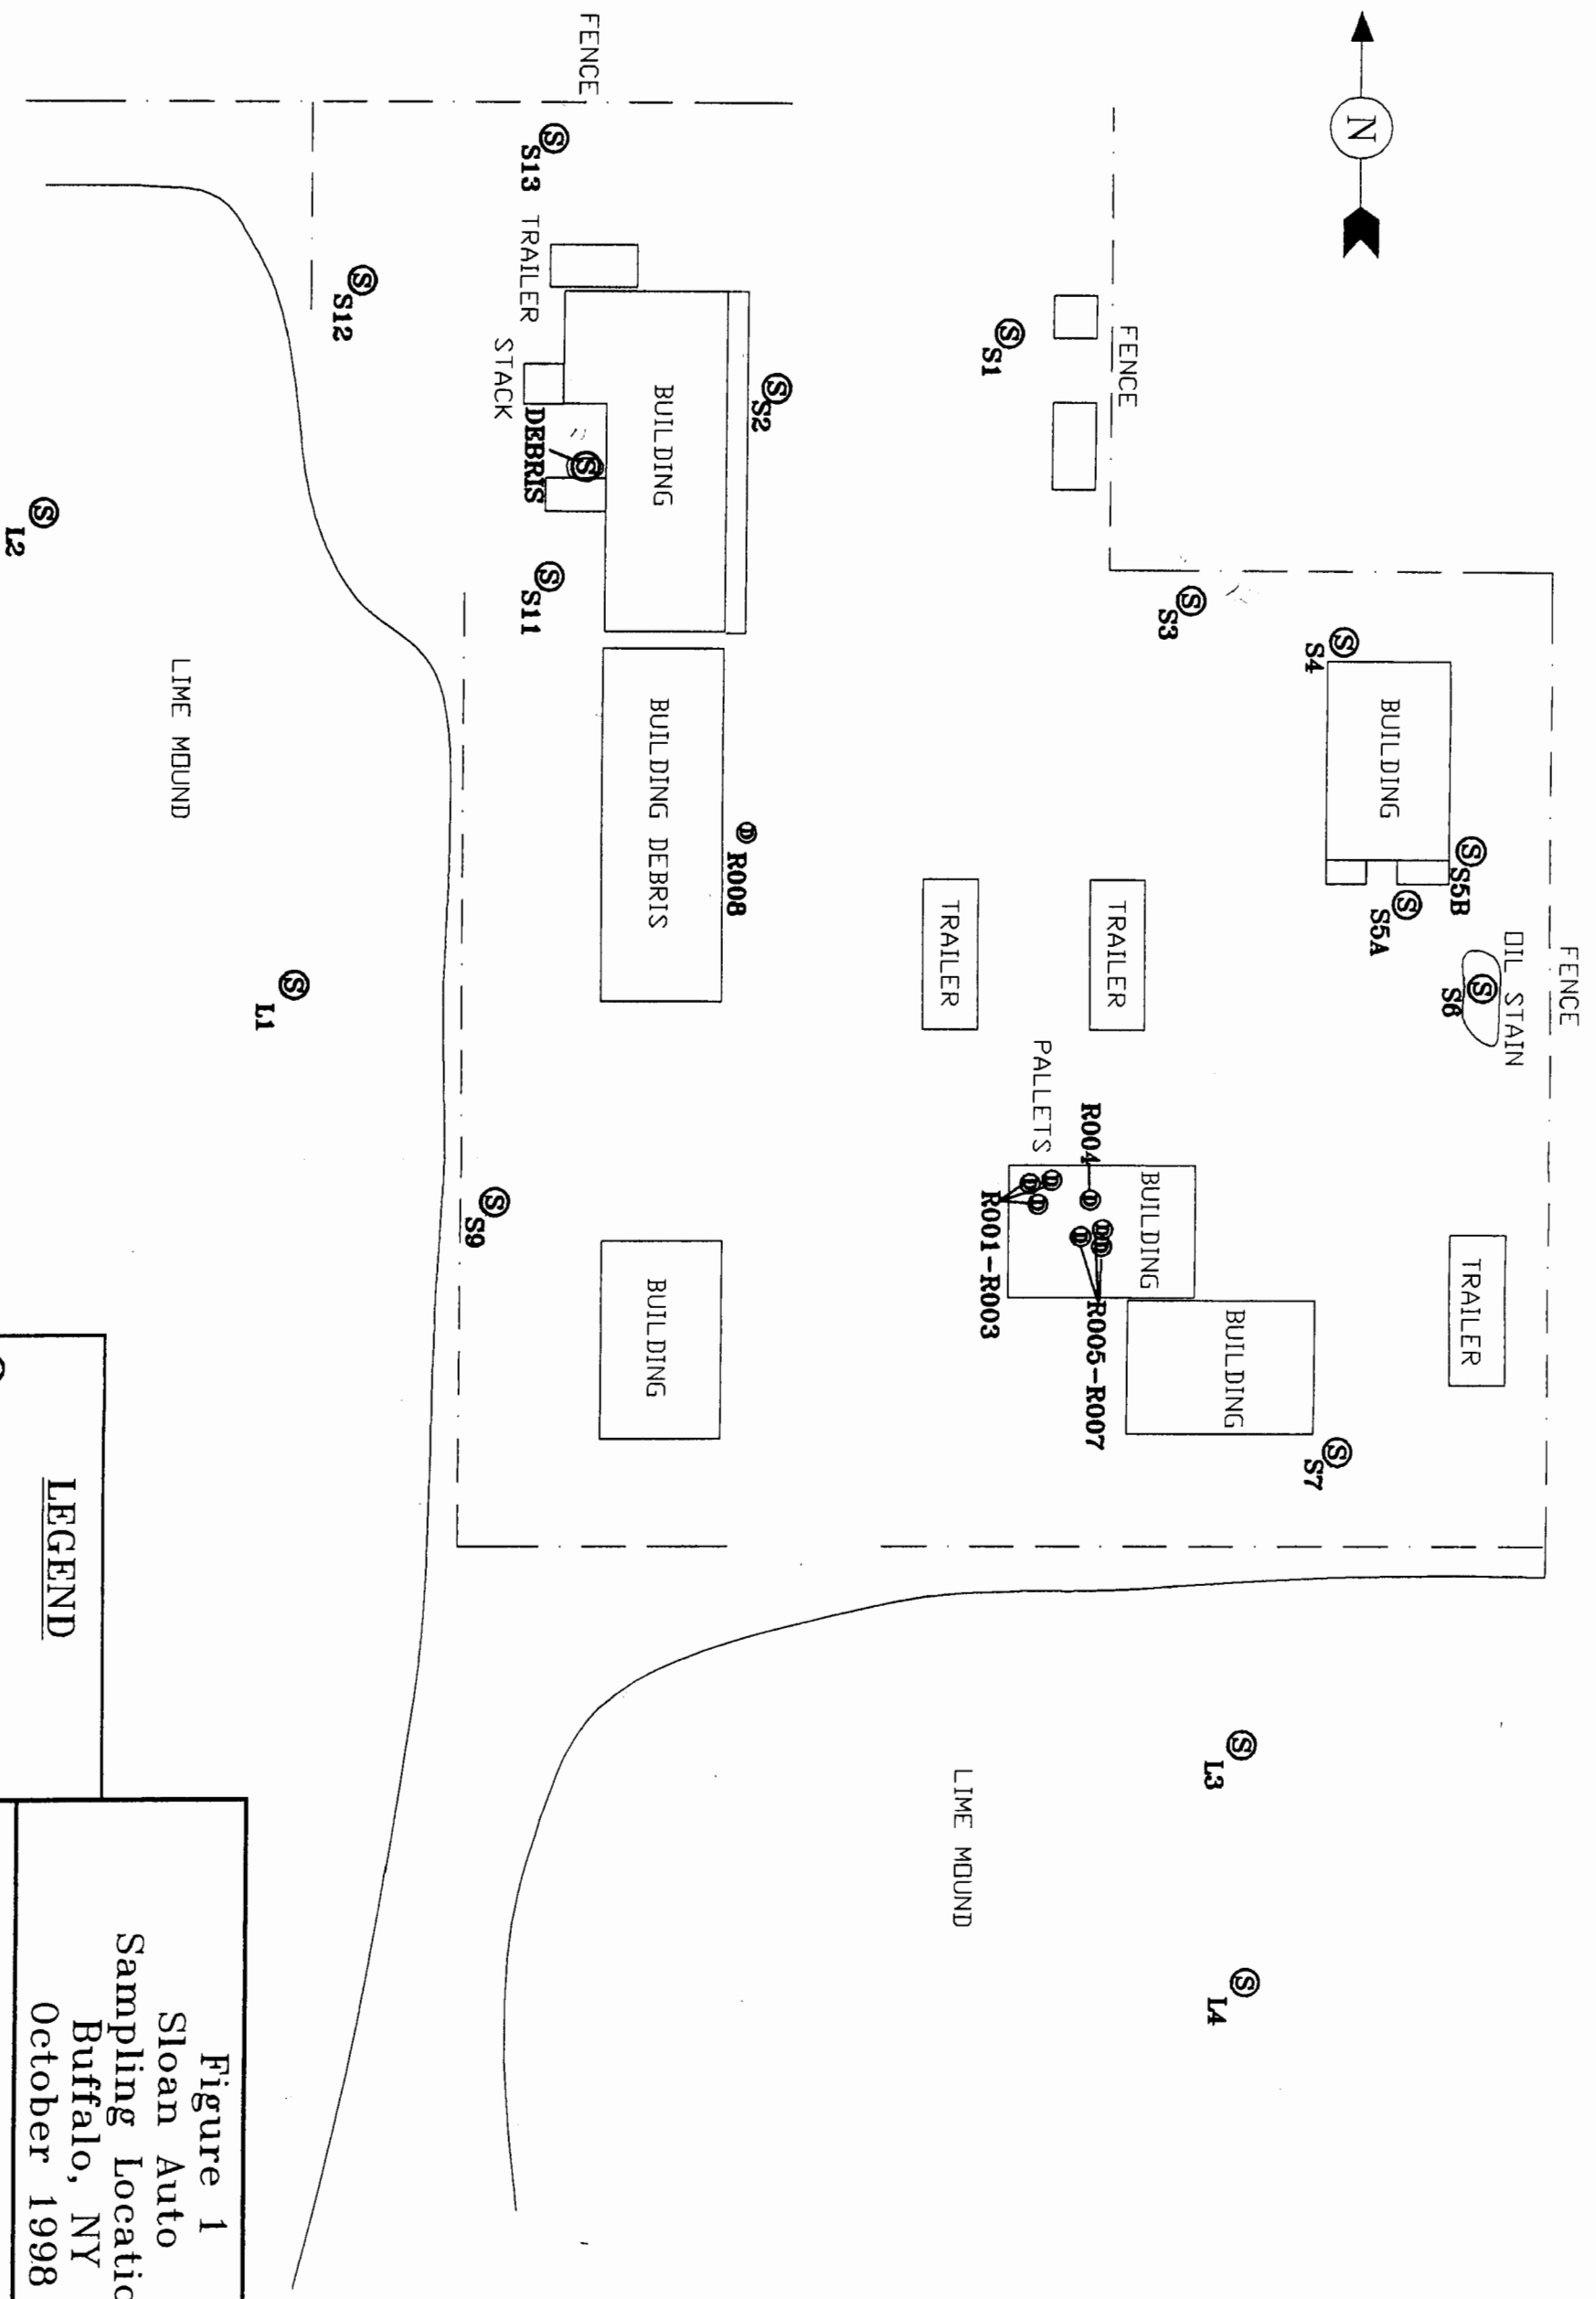 FENCE
OIL STAIN
TRAILER
S5B
S6
BUILDING
S5A
N
S4
S7
BUILDING
L3
L4
S3
BUILDING
FENCE
TRAILER
R005-R007
R004
PALLETS
S1
R001-R003
LIME MOUND
TRAILER
S2
R008
BUILDING
BUILDING DEBRIS
BUILDING
FENCE
S13
TRAILER
DEBRIS
S11
STACK
S9
S12
L1
LIME MOUND
L2
LEGEND
Figure 1
Sloan Auto
Sampling Locatio
Buffalo, NY
October 1998